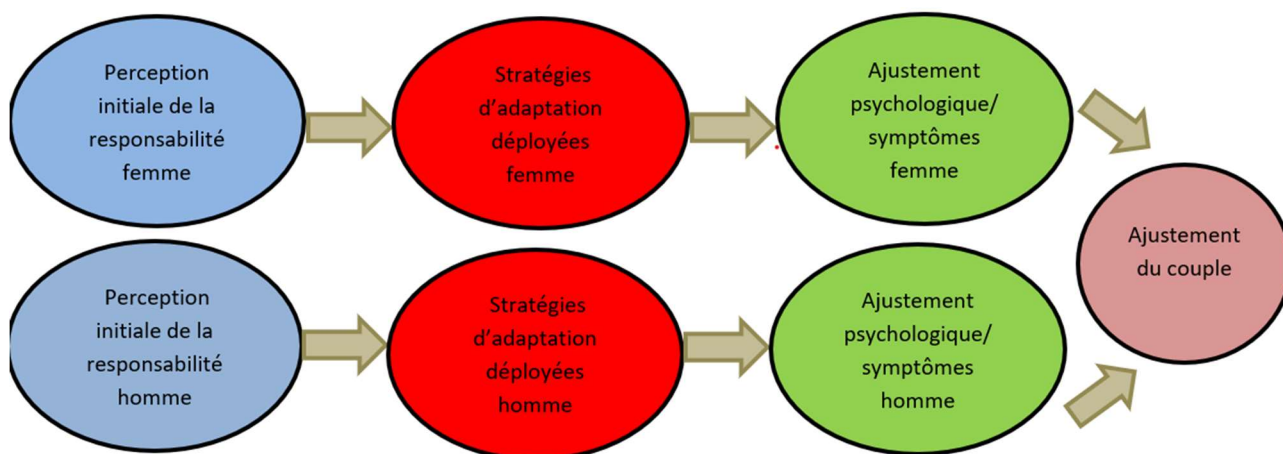 Perception
initiale de la
responsabilité
femme
Stratégies
d’adaptation
déployées
femme
Ajustement
psychologique/
symptômes
femme
Ajustement
du couple
Perception
initiale de la
responsabilité
homme
Stratégies
d’adaptation
déployées
homme
Ajustement
psychologique/
symptômes
homme